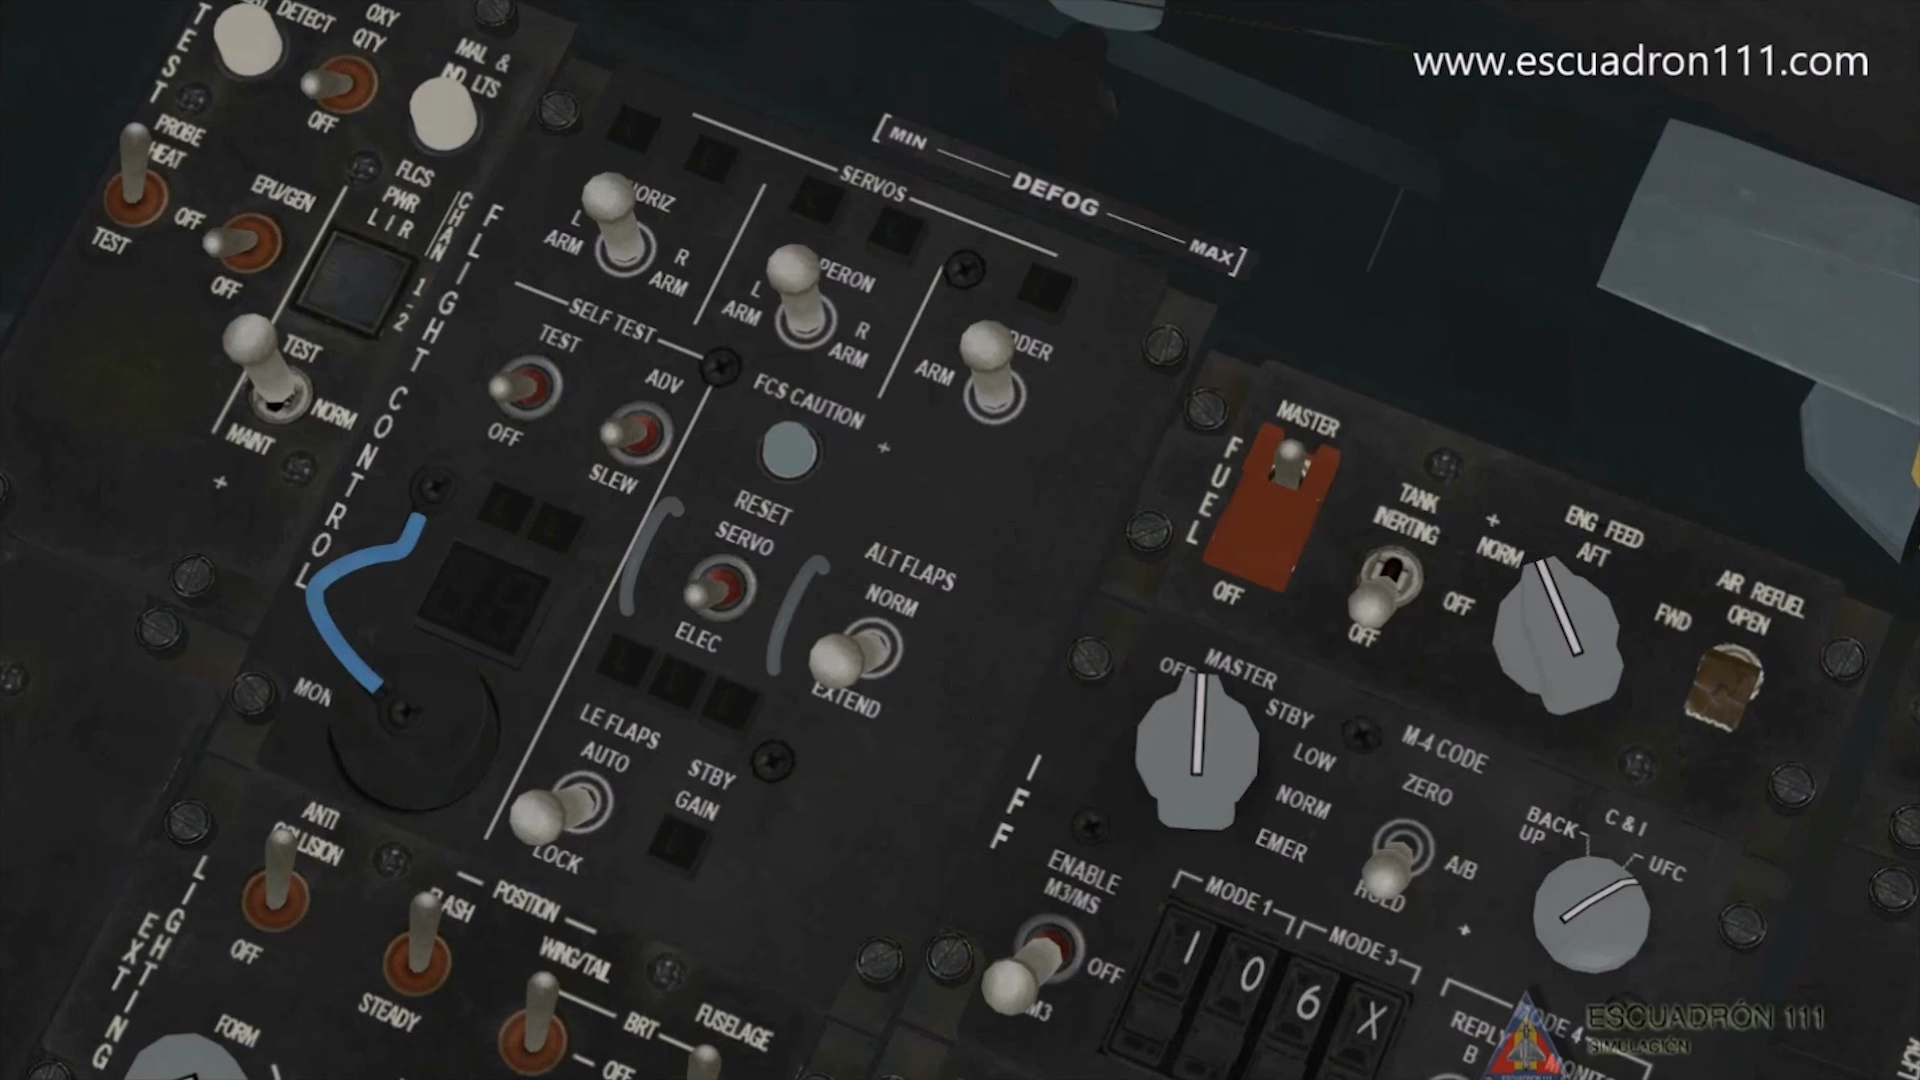 www.escuadron111.com
TEST
DETECT
OXY
QTY
OFF
MAL &
IND LTS
PROBE
HEAT
TEST
OFF
EPU/GEN
OFF
FLCS
PWR
L I R
CHAN
1
2
TEST
NORM
MAINT
FLIGHT CONTROL
SERVOS
L
ARM
R
ARM
L
ARM
R
ARM
ARM
MIN
DEFOG
MAX
SELF TEST
TEST
OFF
ADV
SLEW
FCS CAUTION
RESET
SERVO
ELEC
ALT FLAPS
NORM
EXTEND
LE FLAPS
AUTO
LOCK
STBY
GAIN
MON
FUEL
MASTER
OFF
TANK
INERTING
OFF
ENG FEED
NORM
AFT
OFF
FWD
AIR REFUEL
OPEN
IFF
MASTER
OFF
STBY
LOW
NORM
EMER
M-4 CODE
ZERO
A/B
HOLD
C & I
BACK
UP
UFC
ENABLE
M3/MS
OFF
M3
MODE 1
MODE 3
1 0 6 X
REPLY
B
MODE 4
EXT LIGHTING
ANTI
COLLISION
OFF
FLASH
STEADY
POSITION
WING/TAIL
BRT
OFF
FUSELAGE
FORM
ESCUADRÓN 111
SIMULACIÓN